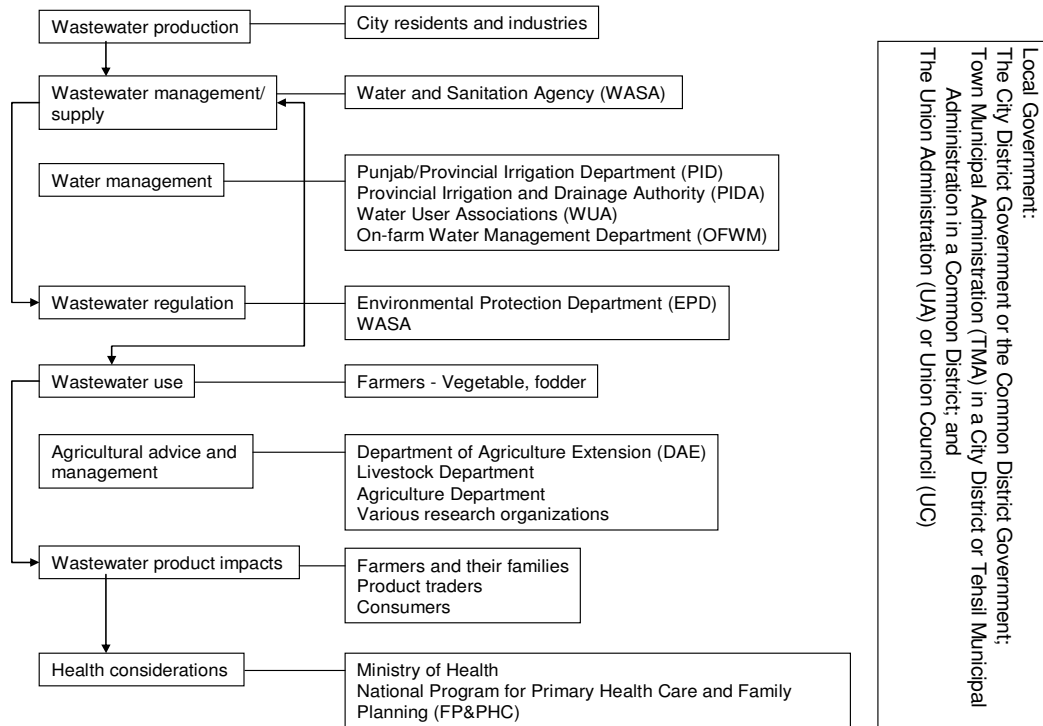 Wastewater production
City residents and industries
Wastewater management/
supply
Water and Sanitation Agency (WASA)
Water management
Punjab/Provincial Irrigation Department (PID)
Provincial Irrigation and Drainage Authority (PIDA)
Water User Associations (WUA)
On-farm Water Management Department (OFWM)
Wastewater regulation
Environmental Protection Department (EPD)
WASA
Wastewater use
Farmers - Vegetable, fodder
Agricultural advice and
management
Department of Agriculture Extension (DAE)
Livestock Department
Agriculture Department
Various research organizations
Wastewater product impacts
Farmers and their families
Product traders
Consumers
Health considerations
Ministry of Health
National Program for Primary Health Care and Family
Planning (FP&PHC)
Local Government:
The City District Government or the Common District Government;
Town Municipal Administration (TMA) in a City District or Tehsil Municipal
Administration in a Common District; and
The Union Administration (UA) or Union Council (UC)